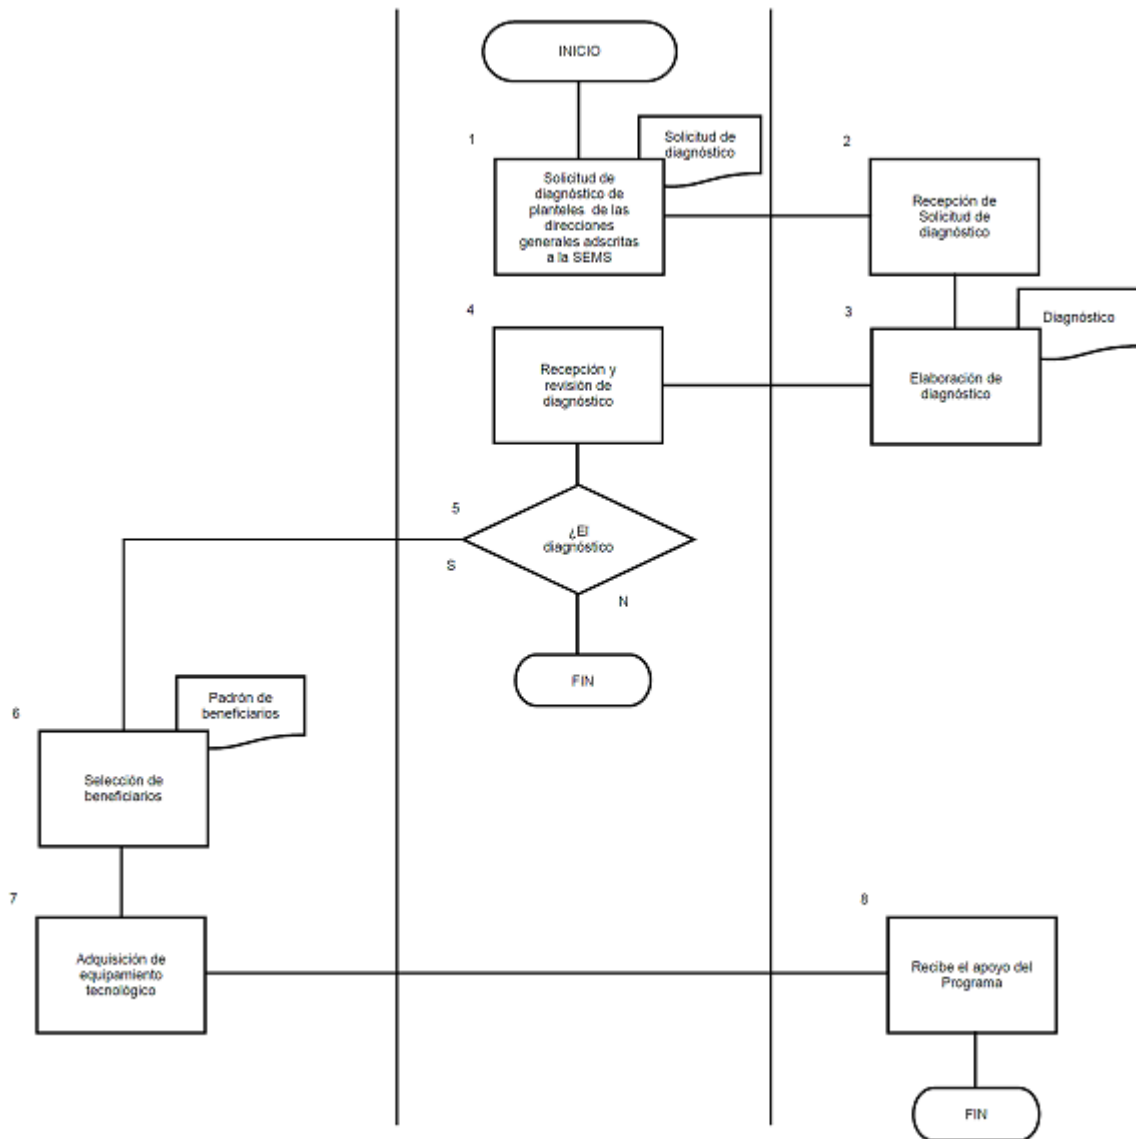 INICIO
1
Solicitud de
diagnóstico
2
Solicitud de
diagnóstico de
planteles de las
direcciones
generales adscritas
a la SEMS
Recepción de
Solicitud de
diagnóstico
4
Recepción y
revisión de
diagnóstico
3
Diagnóstico
Elaboración de
diagnóstico
5
¿El
diagnóstico
S
N
FIN
6
Padrón de
beneficiarios
Selección de
beneficiarios
7
Adquisición de
equipamiento
tecnológico
8
Recibe el apoyo del
Programa
FIN